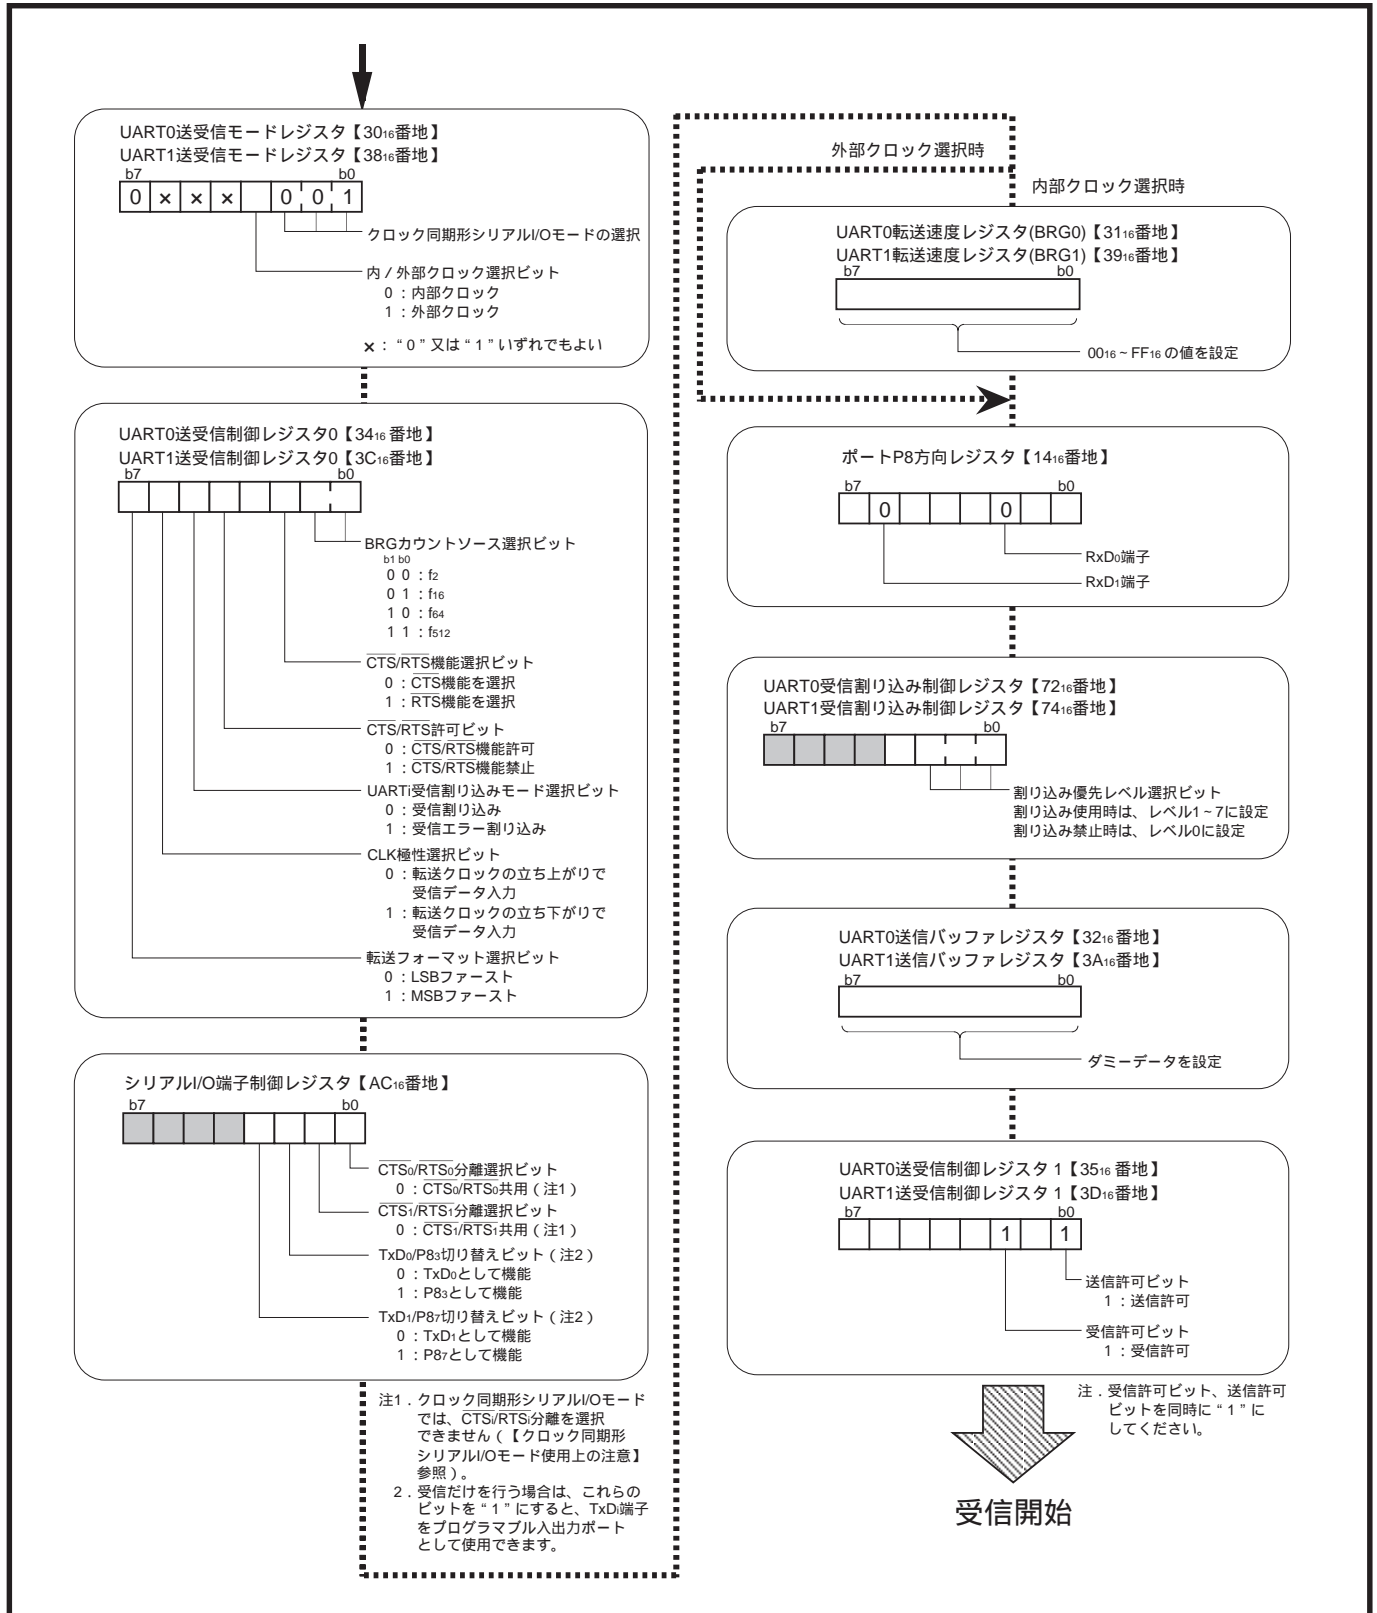 UART0送受信モードレジスタ【3016番地】
UART1送受信モードレジスタ【3816番地】
b7 b0
0 × × × 0 0 1
クロック同期形シリアルI/Oモードの選択
内/外部クロック選択ビット
0：内部クロック
1：外部クロック
×：“0”又は“1”いずれでもよい
UART0送受信制御レジスタ0【3416番地】
UART1送受信制御レジスタ0【3C16番地】
b7 b0
BRGカウントソース選択ビット
b1 b0
0 0：f2
0 1：f16
1 0：f64
1 1：f512
CTS/RTS機能選択ビット
0：CTS機能を選択
1：RTS機能を選択
CTS/RTS許可ビット
0：CTS/RTS機能許可
1：CTS/RTS機能禁止
UARTi受信割り込みモード選択ビット
0：受信割り込み
1：受信エラー割り込み
CLK極性選択ビット
0：転送クロックの立ち上がりで
受信データ入力
1：転送クロックの立ち下がりで
受信データ入力
転送フォーマット選択ビット
0：LSBファースト
1：MSBファースト
シリアルI/O端子制御レジスタ【AC16番地】
b7 b0
CTS0/RTS0分離選択ビット
0：CTS0/RTS0共用（注1）
CTS1/RTS1分離選択ビット
0：CTS1/RTS1共用（注1）
TxD0/P83切り替えビット（注2）
0：TxD0として機能
1：P83として機能
TxD1/P87切り替えビット（注2）
0：TxD1として機能
1：P87として機能
注1．クロック同期形シリアルI/Oモード
では、CTSi/RTSi分離を選択
できません（【クロック同期形
シリアルI/Oモード使用上の注意】
参照）。
2．受信だけを行う場合は、これらの
ビットを“1”にすると、TxDi端子
をプログラマブル入出力ポート
として使用できます。
外部クロック選択時
内部クロック選択時
UART0転送速度レジスタ(BRG0)【3116番地】
UART1転送速度レジスタ(BRG1)【3916番地】
b7 b0
0016~FF16の値を設定
ポートP8方向レジスタ【1416番地】
b7 b0
0 0
RxD0端子
RxD1端子
UART0受信割り込み制御レジスタ【7216番地】
UART1受信割り込み制御レジスタ【7416番地】
b7 b0
割り込み優先レベル選択ビット
割り込み使用時は、レベル1~7に設定
割り込み禁止時は、レベル0に設定
UART0送信バッファレジスタ【3216番地】
UART1送信バッファレジスタ【3A16番地】
b7 b0
ダミーデータを設定
UART0送受信制御レジスタ1【3516番地】
UART1送受信制御レジスタ1【3D16番地】
b7 b0
1 1
送信許可ビット
1：送信許可
受信許可ビット
1：受信許可
注．受信許可ビット、送信許可
ビットを同時に“1”に
してください。
受信開始